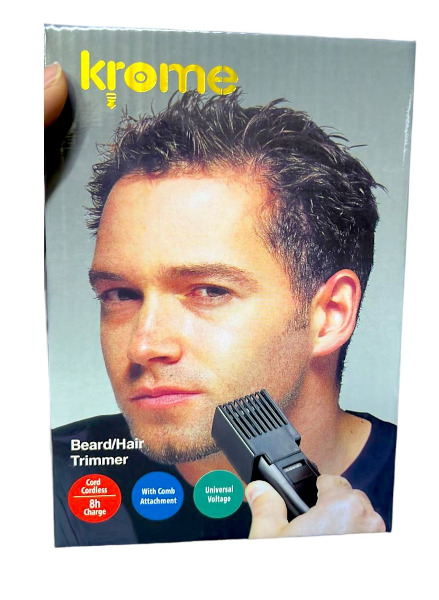 krome
Beard/Hair
Trimmer
Cord
Cordless
8h
Charge
With Comb
Attachment
Universal
Voltage